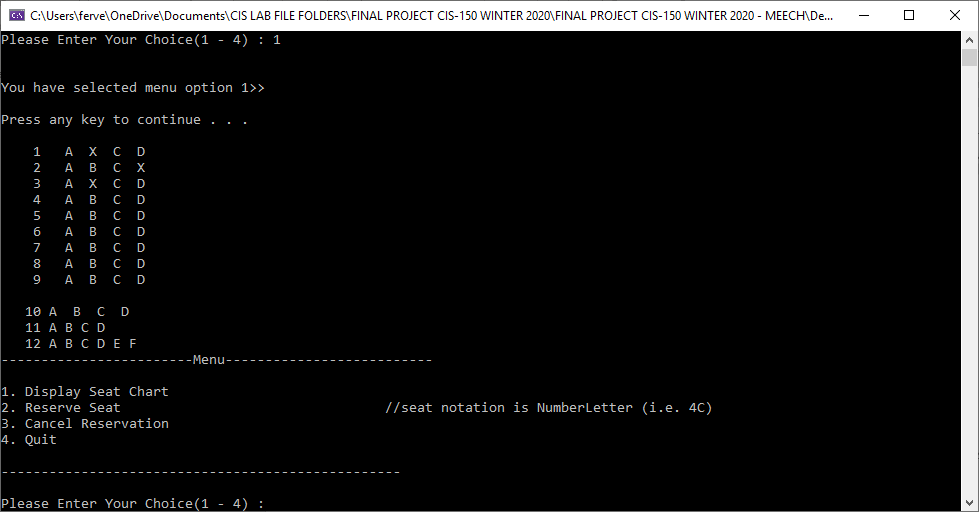 C:\Users\ferve\OneDrive\Documents\CIS LAB FILE FOLDERS\FINAL PROJECT CIS-150 WINTER 2020\FINAL PROJECT CIS-150 WINTER 2020 - MEECH\De...
Please Enter Your Choice(1 - 4) : 1
You have selected menu option 1>>
Press any key to continue . . .
1 A X C D
2 A B C X
3 A X C D
4 A B C D
5 A B C D
6 A B C D
7 A B C D
8 A B C D
9 A B C D
10 A B C D
11 A B C D
12 A B C D E F
------------------------Menu--------------------------
1. Display Seat Chart
2. Reserve Seat //seat notation is NumberLetter (i.e. 4C)
3. Cancel Reservation
4. Quit
--------------------------------------------------
Please Enter Your Choice(1 - 4) :